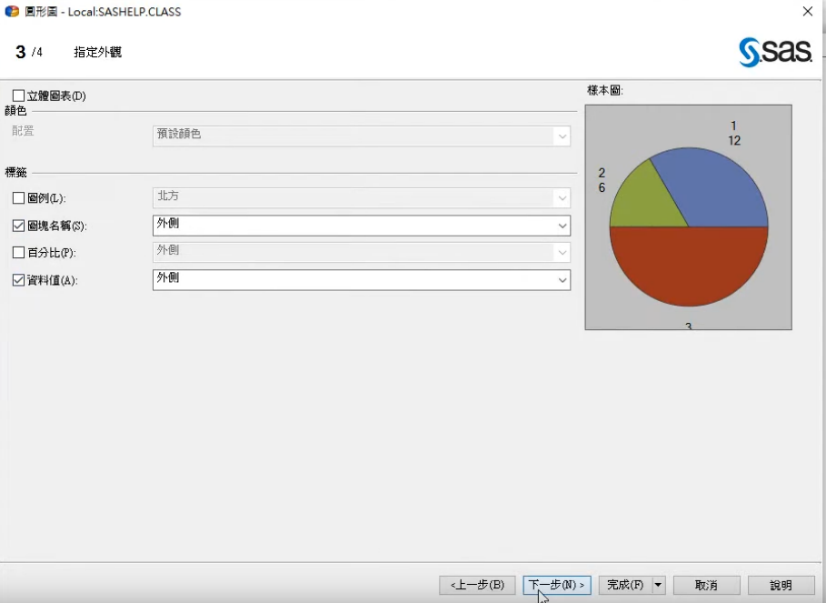 圓形圖 - Local:SASHELP.CLASS
3 /4 指定外觀
sas
立體圖表(D)
顏色
配置 預設顏色
標籤
圖例(L): 北方
圖塊名稱(S): 外側
百分比(P): 外側
資料值(A): 外側
樣本圖:
1
12
2
6
3
<上一步(B) 下一步(N) > 完成(F) 取消 說明